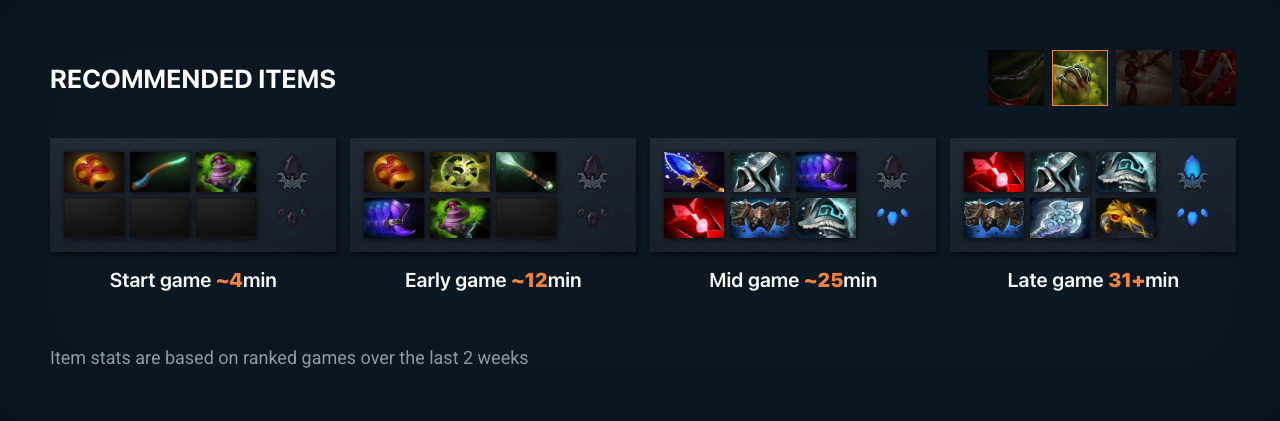 RECOMMENDED ITEMS
Start game ~4min
Early game ~12min
Mid game ~25min
Late game 31+min
Item stats are based on ranked games over the last 2 weeks